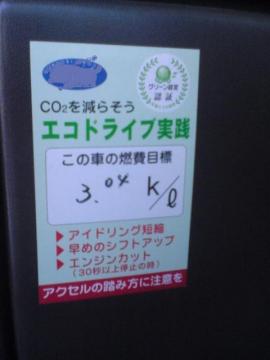 グリーン経営
認証
CO2を減らそう
エコドライブ実践
この車の燃費目標
3.04 k/ℓ
▶アイドリング短縮
▶早めのシフトアップ
▶エンジンカット
(30秒以上停止の時)
アクセルの踏み方に注意を